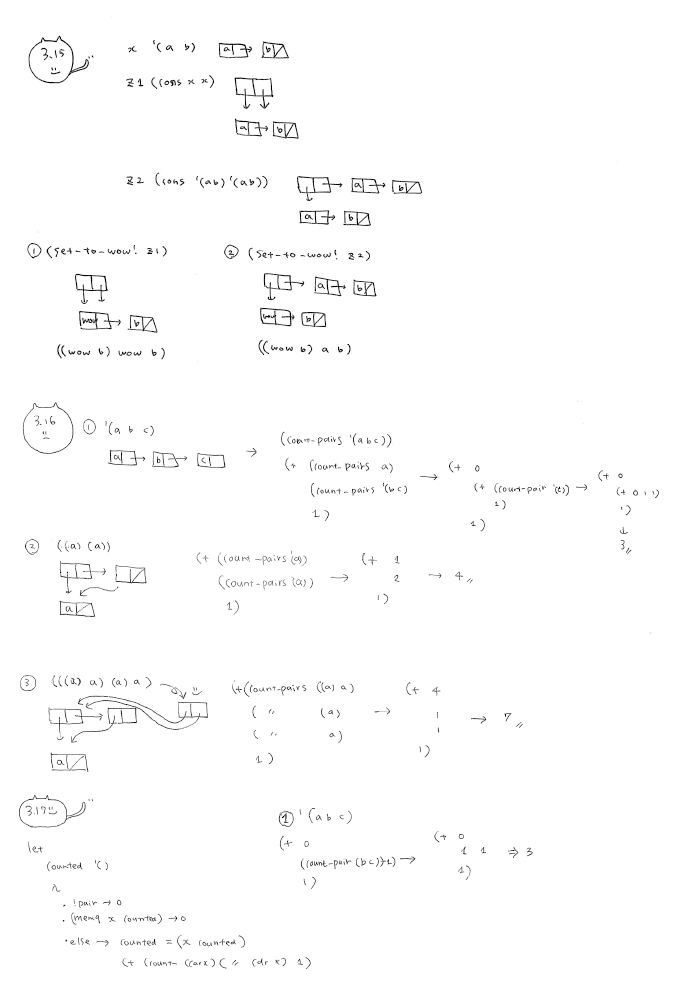 3.15
x '(a b) a b
Z1 (cons x x)
a b
Z2 (cons '(ab) '(ab)) a b
a b
① (set-to-wow! z1) ② (set-to-wow! z2)
a b
wow b wow b
((wow b) wow b) ((wow b) a b)
3.16
① '(a b c)
a b c
(count-pairs '(abc))
(+ (count-pairs a)
(count-pairs '(bc)
1)
(+ 0
(+ (count-pair 'c))
1)
1)
(+ 0
(+ 0 1 1)
1)
3
② ((a) (a))
a
(+ ((count-pairs '(a))
(count-pairs (a))
1)
(+ 1
2
1)
4
③ (((a) a) (a) a)
a
(+(count-pairs ((a) a)
( 〃 (a)
( 〃 a)
1)
(+ 4
1
1
1)
7
3.17
let
counted '()
λ
. !pair → 0
. (memq x counted) → 0
・else → counted = (x counted)
(+ (count- (carx) ( 〃 (dr x) 1)
① '(a b c)
(+ 0
(count-pair (bc))+1)
1)
(+ 0
1 1
1)
⇒ 3